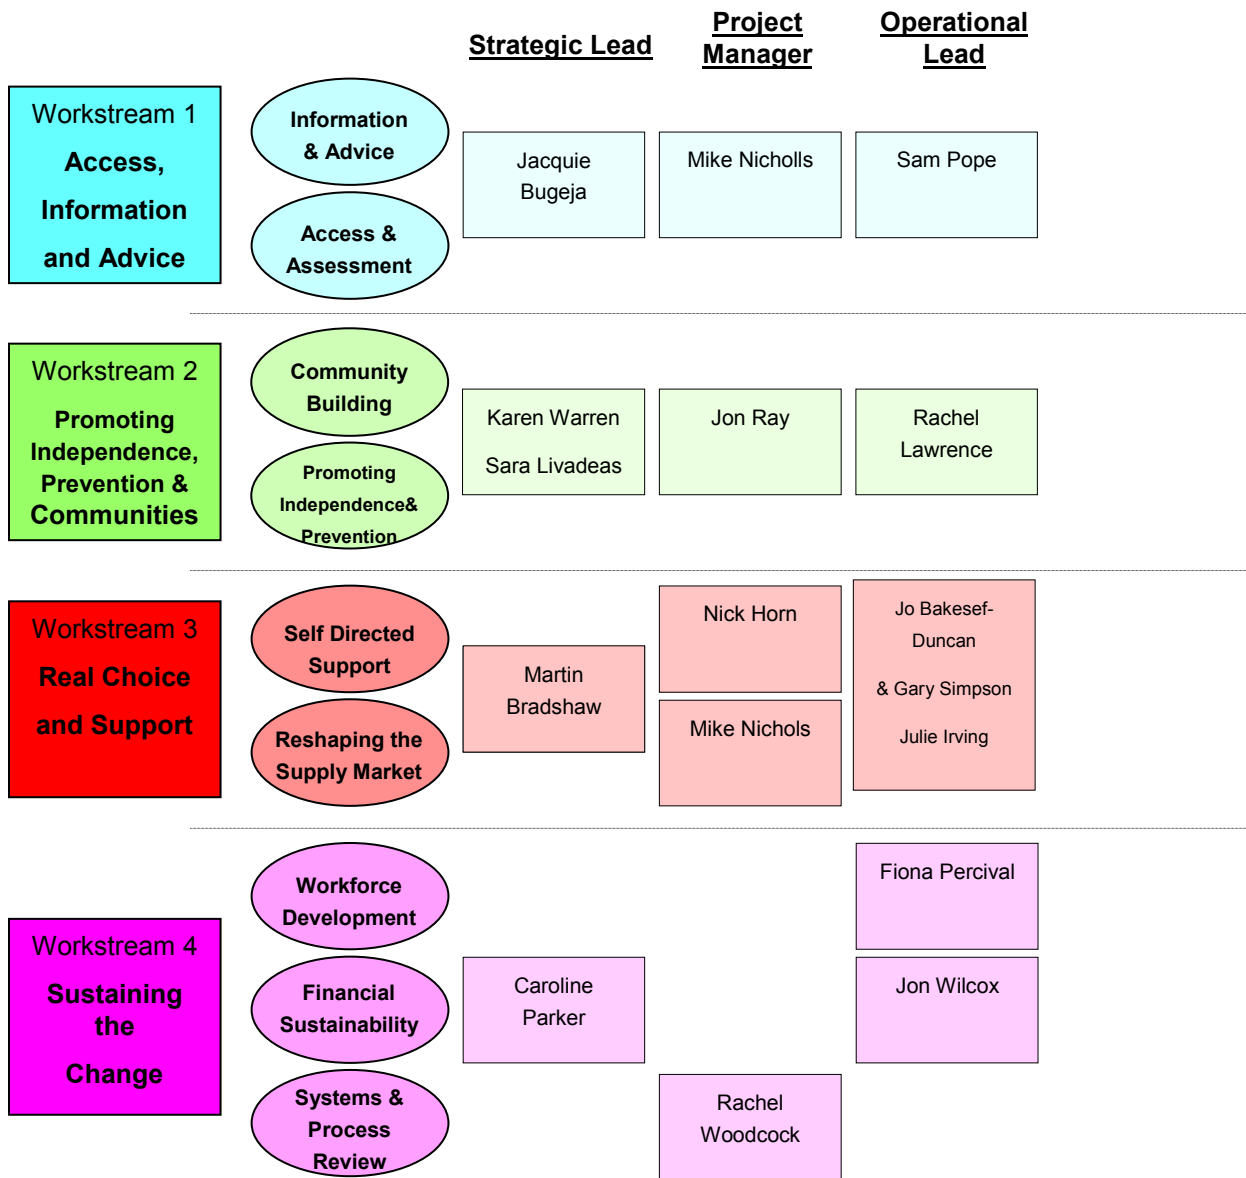 Strategic Lead
Project
Manager
Operational
Lead
Workstream 1
Access,
Information
and Advice
Information
& Advice
Access &
Assessment
Jacquie
Bugeja
Mike Nicholls
Sam Pope
Workstream 2
Promoting
Independence,
Prevention &
Communities
Community
Building
Promoting
Independence&
Prevention
Karen Warren
Sara Livadeas
Jon Ray
Rachel
Lawrence
Workstream 3
Real Choice
and Support
Self Directed
Support
Reshaping the
Supply Market
Martin
Bradshaw
Nick Horn
Mike Nichols
Jo Bakesef-
Duncan
& Gary Simpson
Julie Irving
Workstream 4
Sustaining
the
Change
Workforce
Development
Financial
Sustainability
Systems &
Process
Review
Caroline
Parker
Rachel
Woodcock
Fiona Percival
Jon Wilcox